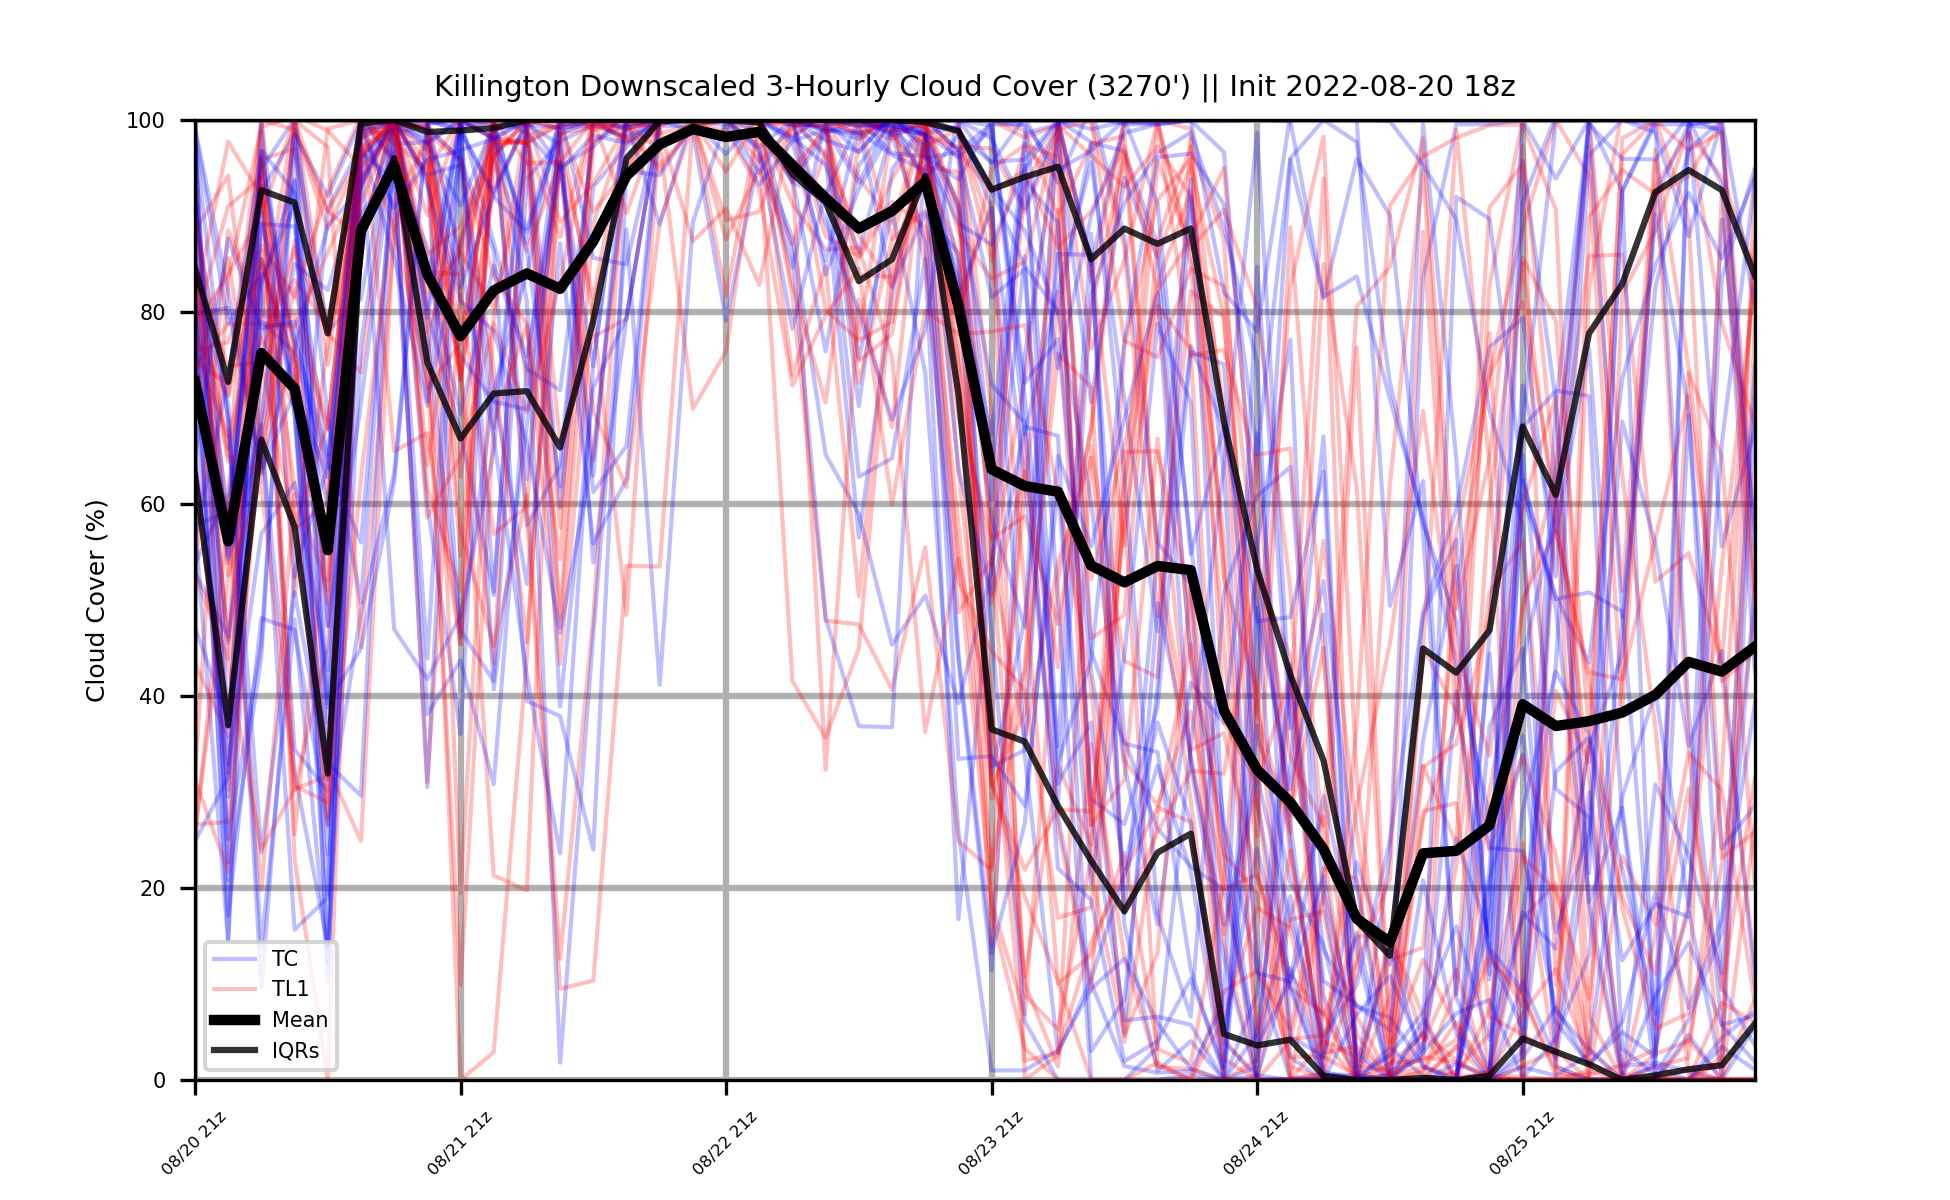 Killington Downscaled 3-Hourly Cloud Cover (3270') || Init 2022-08-20 18z
Cloud Cover (%)
100
80
60
40
20
0
TC
TL1
Mean
IQRs
08/20 21z
08/21 21z
08/22 21z
08/23 21z
08/24 21z
08/25 21z